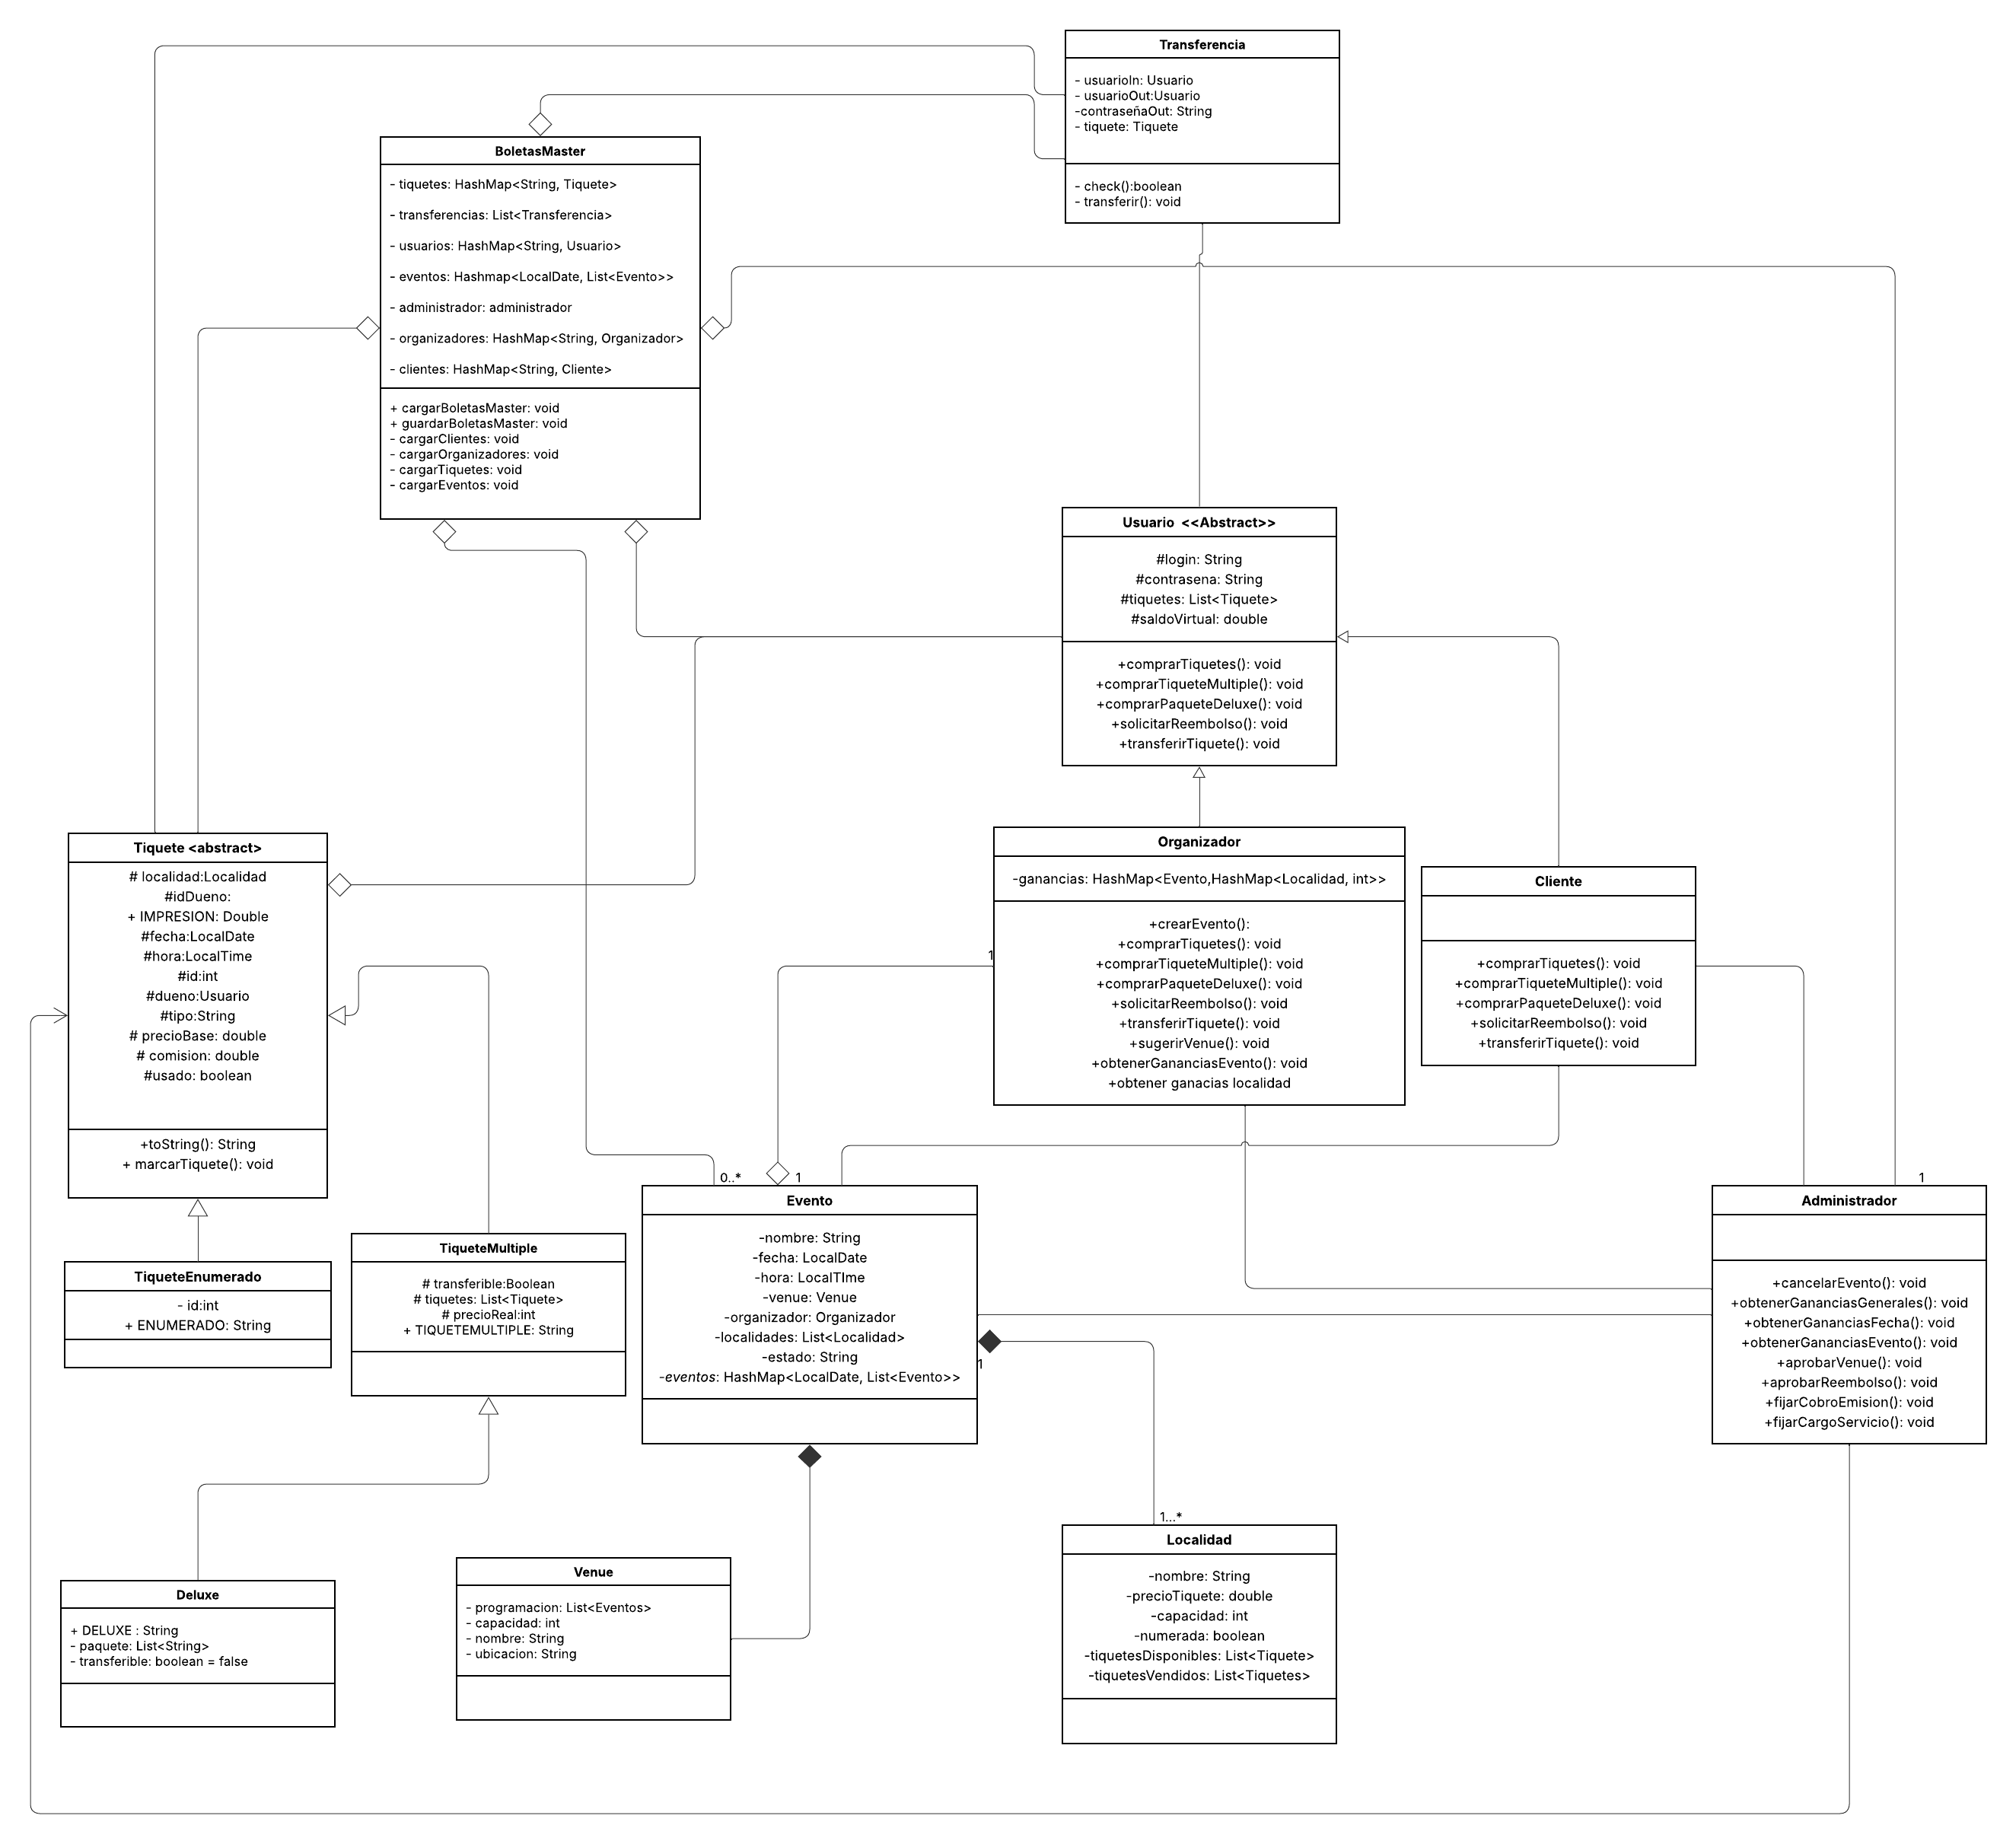 Transferencia
- usuarioIn: Usuario
- usuarioOut:Usuario
-contraseñaOut: String
- tiquete: Tiquete
- check():boolean
- transferir(): void
BoletasMaster
- tiquetes: HashMap<String, Tiquete>
- transferencias: List<Transferencia>
- usuarios: HashMap<String, Usuario>
- eventos: Hashmap<LocalDate, List<Evento>>
- administrador: administrador
- organizadores: HashMap<String, Organizador>
- clientes: HashMap<String, Cliente>
+ cargarBoletasMaster: void
+ guardarBoletasMaster: void
- cargarClientes: void
- cargarOrganizadores: void
- cargarTiquetes: void
- cargarEventos: void
Usuario <<Abstract>>
#login: String
#contrasena: String
#tiquetes: List<Tiquete>
#saldoVirtual: double
+comprarTiquetes(): void
+comprarTiqueteMultiple(): void
+comprarPaqueteDeluxe(): void
+solicitarReembolso(): void
+transferirTiquete(): void
Tiquete <abstract>
# localidad:Localidad
#idDueno:
+ IMPRESION: Double
#fecha:LocalDate
#hora:LocalTime
#id:int
#dueno:Usuario
#tipo:String
# precioBase: double
# comision: double
#usado: boolean
+toString(): String
+ marcarTiquete(): void
Organizador
-ganancias: HashMap<Evento,HashMap<Localidad, int>>
+crearEvento():
+comprarTiquetes(): void
+comprarTiqueteMultiple(): void
+comprarPaqueteDeluxe(): void
+solicitarReembolso(): void
+transferirTiquete(): void
+sugerirVenue(): void
+obtenerGananciasEvento(): void
+obtener ganacias localidad
1
Cliente
+comprarTiquetes(): void
+comprarTiqueteMultiple(): void
+comprarPaqueteDeluxe(): void
+solicitarReembolso(): void
+transferirTiquete(): void
0..*
1
1
TiqueteEnumerado
- id:int
+ ENUMERADO: String
TiqueteMultiple
# transferible:Boolean
# tiquetes: List<Tiquete>
# precioReal:int
+ TIQUETEMULTIPLE: String
Evento
-nombre: String
-fecha: LocalDate
-hora: LocalTIme
-venue: Venue
-organizador: Organizador
-localidades: List<Localidad>
-estado: String
-eventos: HashMap<LocalDate, List<Evento>>
1
Administrador
+cancelarEvento(): void
+obtenerGananciasGenerales(): void
+obtenerGananciasFecha(): void
+obtenerGananciasEvento(): void
+aprobarVenue(): void
+aprobarReembolso(): void
+fijarCobroEmision(): void
+fijarCargoServicio(): void
1...*
Deluxe
+ DELUXE : String
- paquete: List<String>
- transferible: boolean = false
Venue
- programacion: List<Eventos>
- capacidad: int
- nombre: String
- ubicacion: String
Localidad
-nombre: String
-precioTiquete: double
-capacidad: int
-numerada: boolean
-tiquetesDisponibles: List<Tiquete>
-tiquetesVendidos: List<Tiquetes>